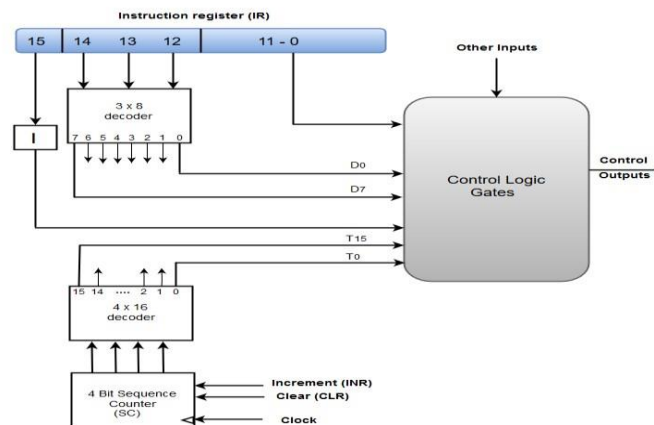 Instruction register (IR)
15 14 13 12 11 - 0
Other Inputs
3 x 8
decoder
7 6 5 4 3 2 1 0
I
D0
Control
Outputs
D7
Control Logic
Gates
T15
T0
15 14 .... 2 1 0
4 x 16
decoder
4 Bit Sequence
Counter
(SC)
Increment (INR)
Clear (CLR)
Clock